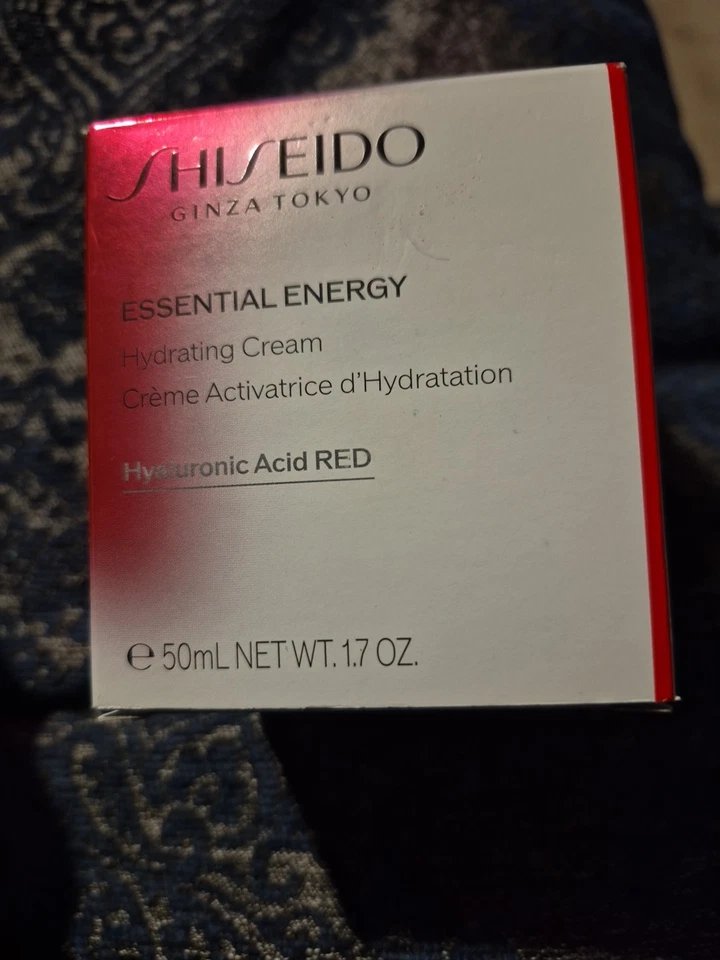 SHISEIDO
GINZA TOKYO
ESSENTIAL ENERGY
Hydrating Cream
Crème Activatrice d'Hydratation
Hyaluronic Acid RED
℮ 50mL NET WT. 1.7 OZ.